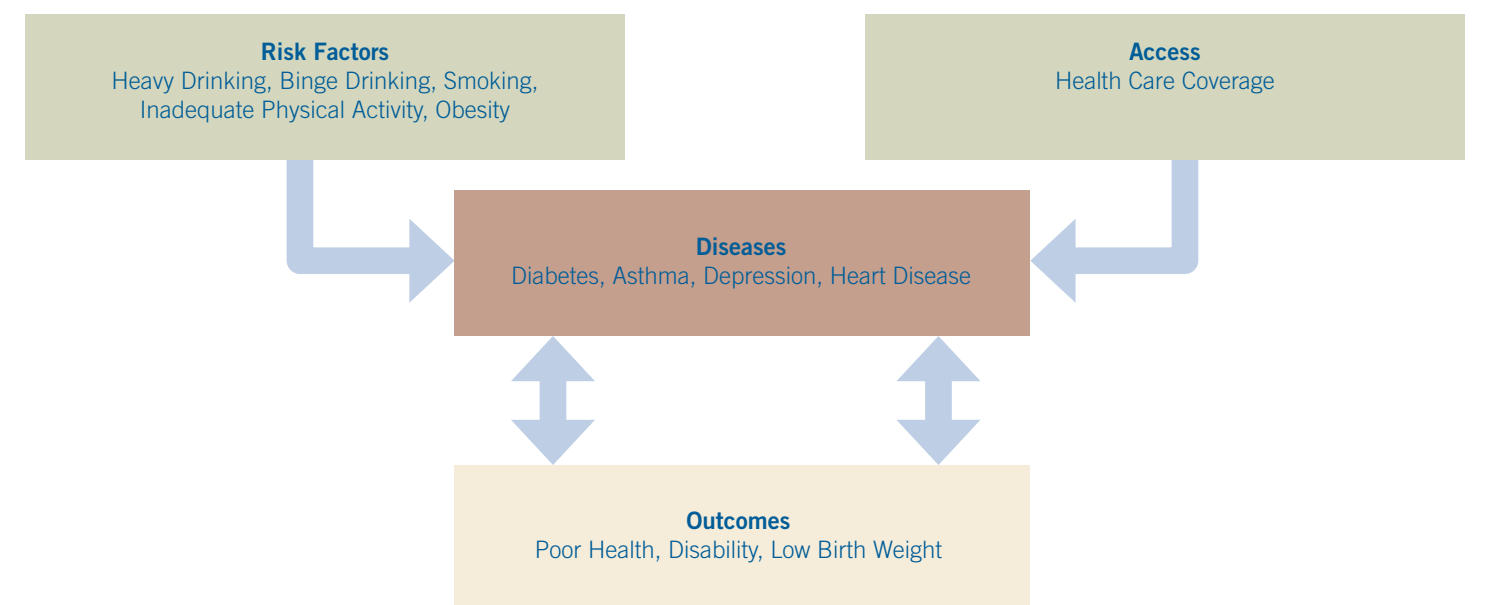 Risk Factors
Heavy Drinking, Binge Drinking, Smoking,
Inadequate Physical Activity, Obesity
Access
Health Care Coverage
Diseases
Diabetes, Asthma, Depression, Heart Disease
Outcomes
Poor Health, Disability, Low Birth Weight